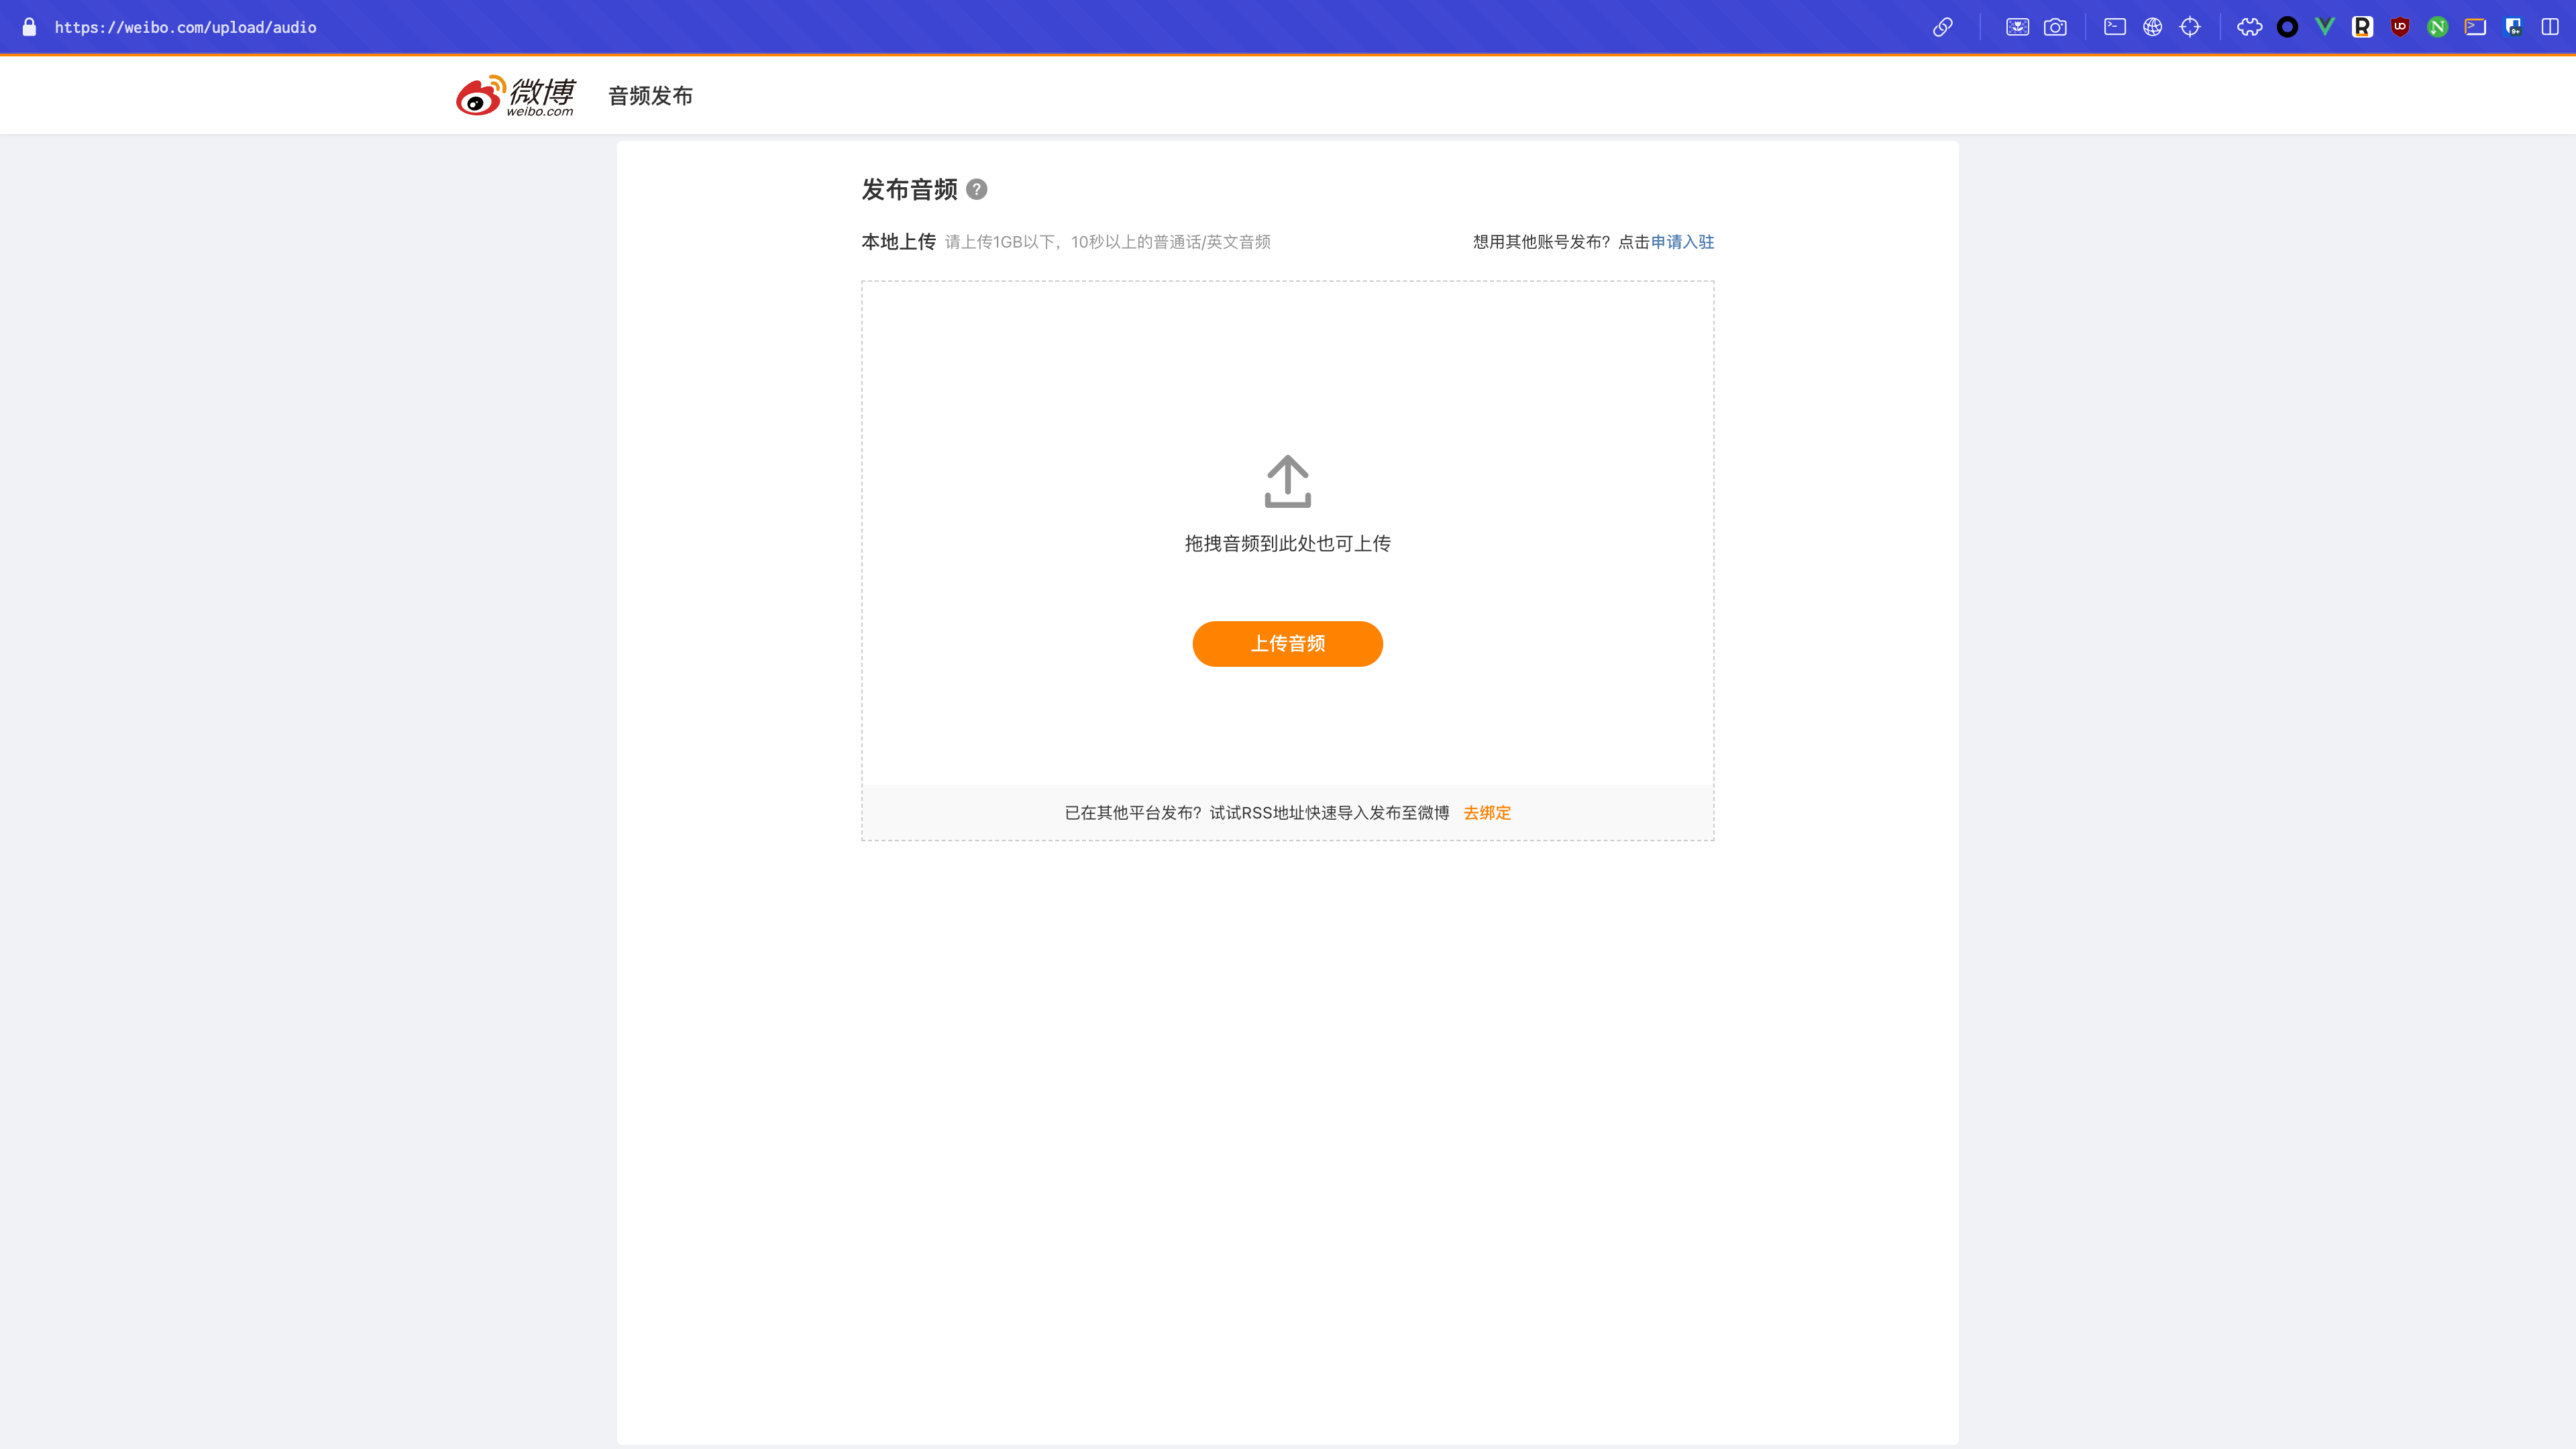 https://weibo.com/upload/audio
微博
weibo.com
音频发布
发布音频 ?
本地上传 请上传1GB以下，10秒以上的普通话/英文音频
想用其他账号发布？点击申请入驻
拖拽音频到此处也可上传
上传音频
已在其他平台发布？试试RSS地址快速导入发布至微博 去绑定